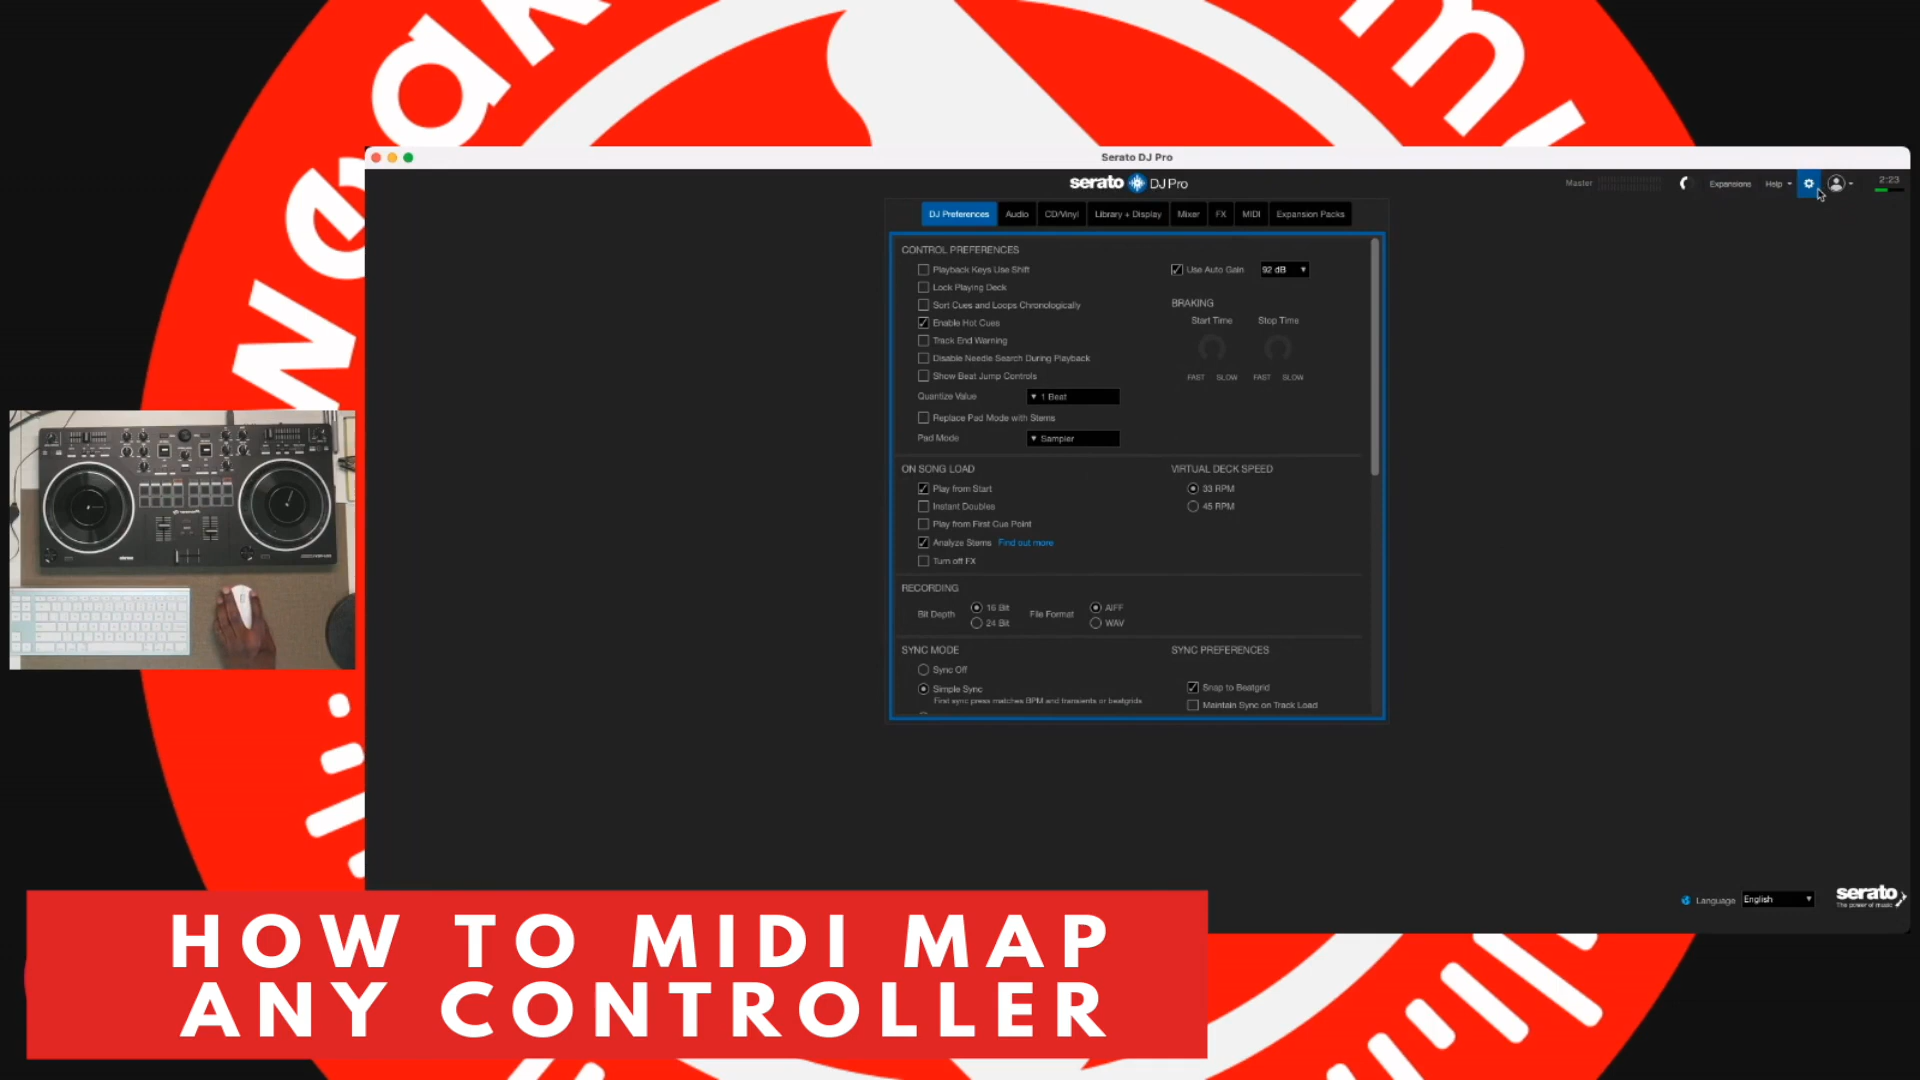 Serato DJ Pro
serato DJ Pro
Master
Expansions
Help
2:23
DJ Preferences
Audio
CD/Vinyl
Library + Display
Mixer
FX
MIDI
Expansion Packs
CONTROL PREFERENCES
Playback Keys Use Shift
Lock Playing Deck
Sort Cues and Loops Chronologically
Enable Hot Cues
Track End Warning
Disable Needle Search During Playback
Show Beat Jump Controls
Quantize Value
1 Beat
Replace Pad Mode with Stems
Pad Mode
Sampler
Use Auto Gain
92 dB
BRAKING
Start Time
Stop Time
FAST SLOW
FAST SLOW
ON SONG LOAD
Play from Start
Instant Doubles
Play from First Cue Point
Analyze Stems Find out more
Turn off FX
VIRTUAL DECK SPEED
33 RPM
45 RPM
RECORDING
Bit Depth
16 Bit
24 Bit
File Format
AIFF
WAV
SYNC MODE
Sync Off
Simple Sync
First sync press matches BPM and transients or beatgrids
SYNC PREFERENCES
Snap to Beatgrid
Maintain Sync on Track Load
Language English
serato
The power of music
HOW TO MIDI MAP
ANY CONTROLLER